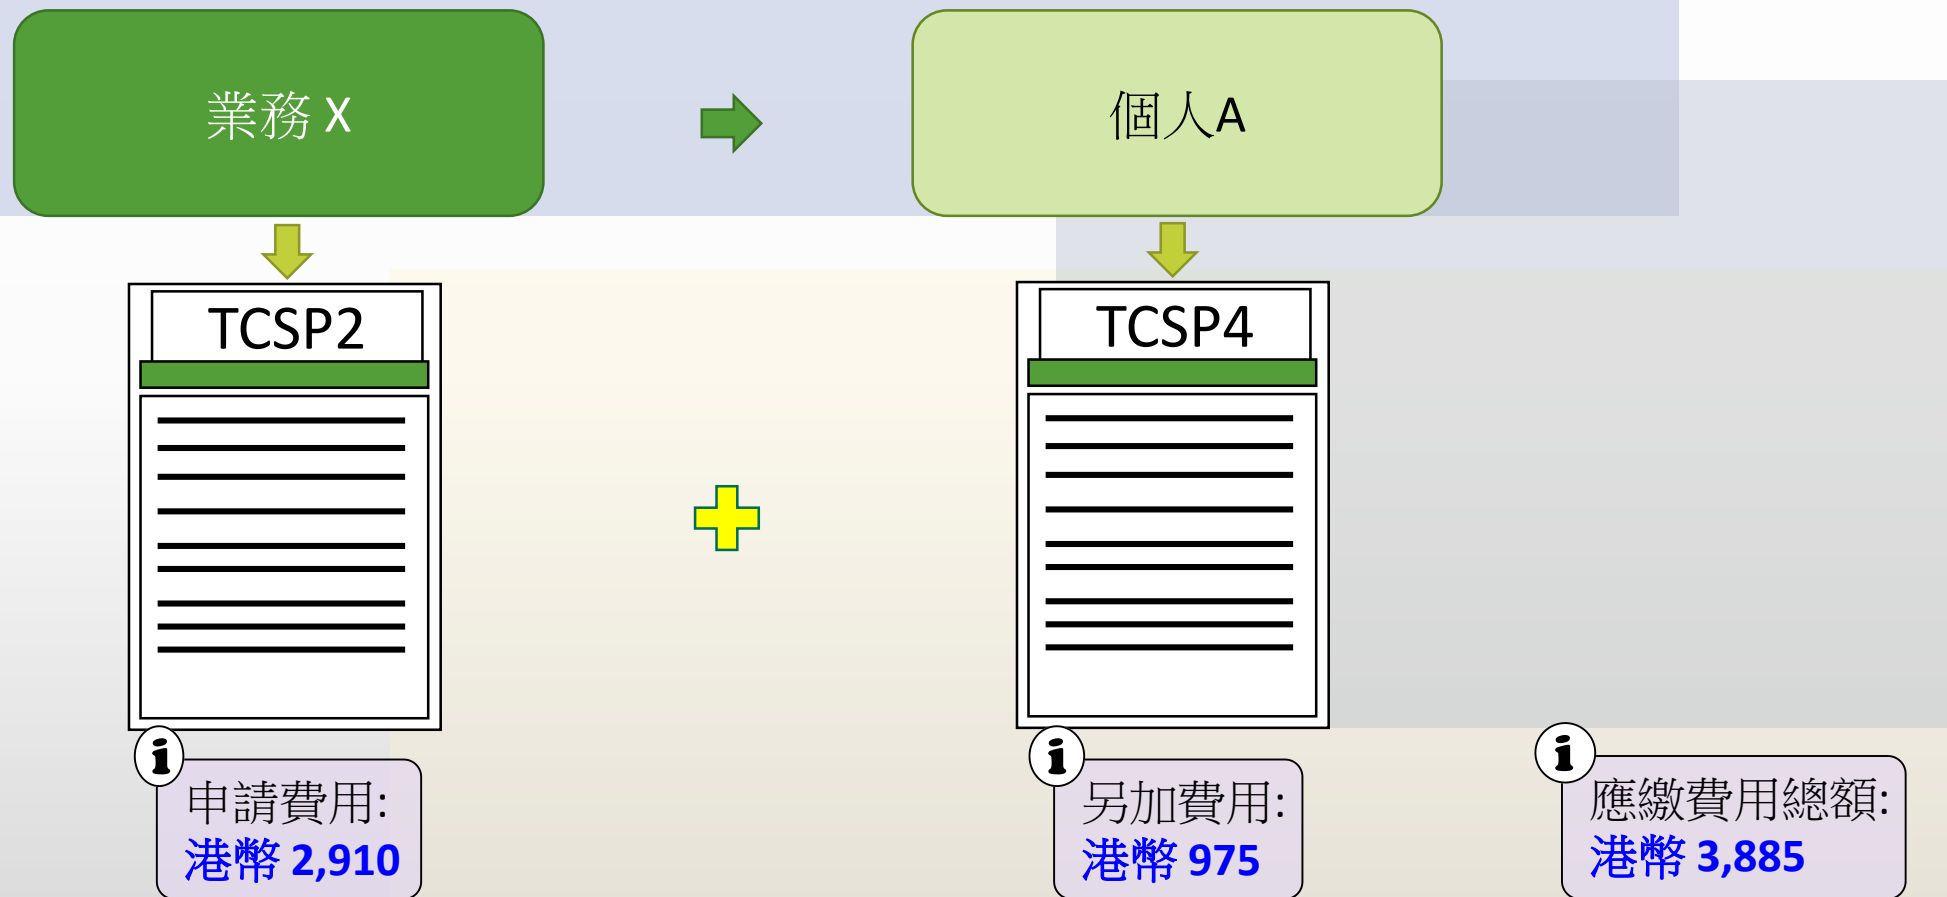 業務 X
個人A
TCSP2
TCSP4
i
申請費用:
港幣 2,910
i
另加費用:
港幣 975
i
應繳費用總額:
港幣 3,885